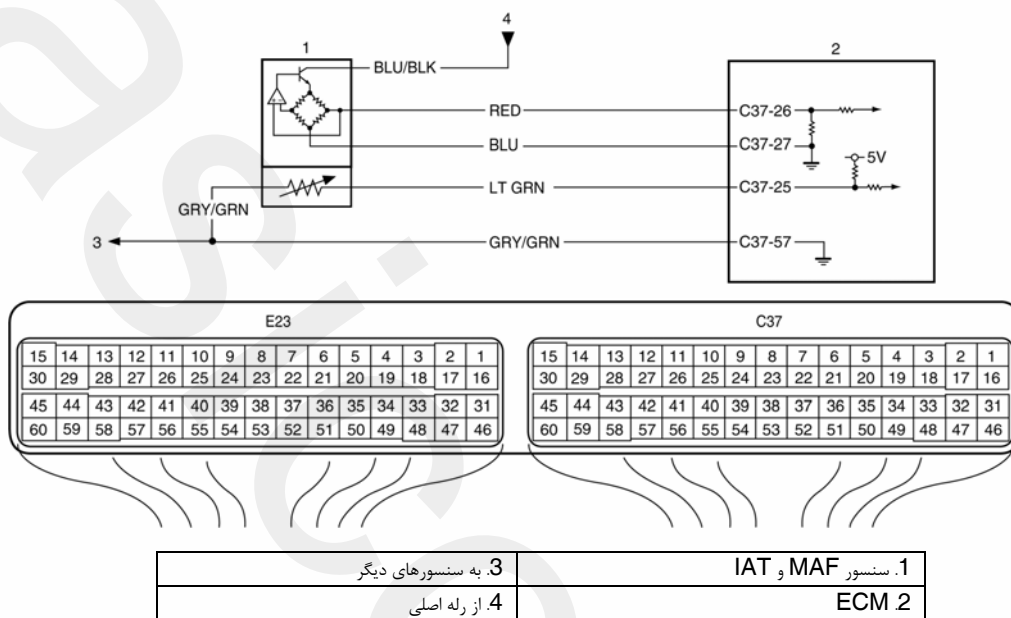 4
1
2
BLU/BLK
RED
C37-26
BLU
C37-27
5V
LT GRN
C37-25
GRY/GRN
3
GRY/GRN
C37-57
E23
15 14 13 12 11 10 9 8 7 6 5 4 3 2 1
30 29 28 27 26 25 24 23 22 21 20 19 18 17 16
45 44 43 42 41 40 39 38 37 36 35 34 33 32 31
60 59 58 57 56 55 54 53 52 51 50 49 48 47 46
C37
15 14 13 12 11 10 9 8 7 6 5 4 3 2 1
30 29 28 27 26 25 24 23 22 21 20 19 18 17 16
45 44 43 42 41 40 39 38 37 36 35 34 33 32 31
60 59 58 57 56 55 54 53 52 51 50 49 48 47 46
1. سنسور MAF و IAT
3. به سنسورهای دیگر
2. ECM
4. از رله اصلی